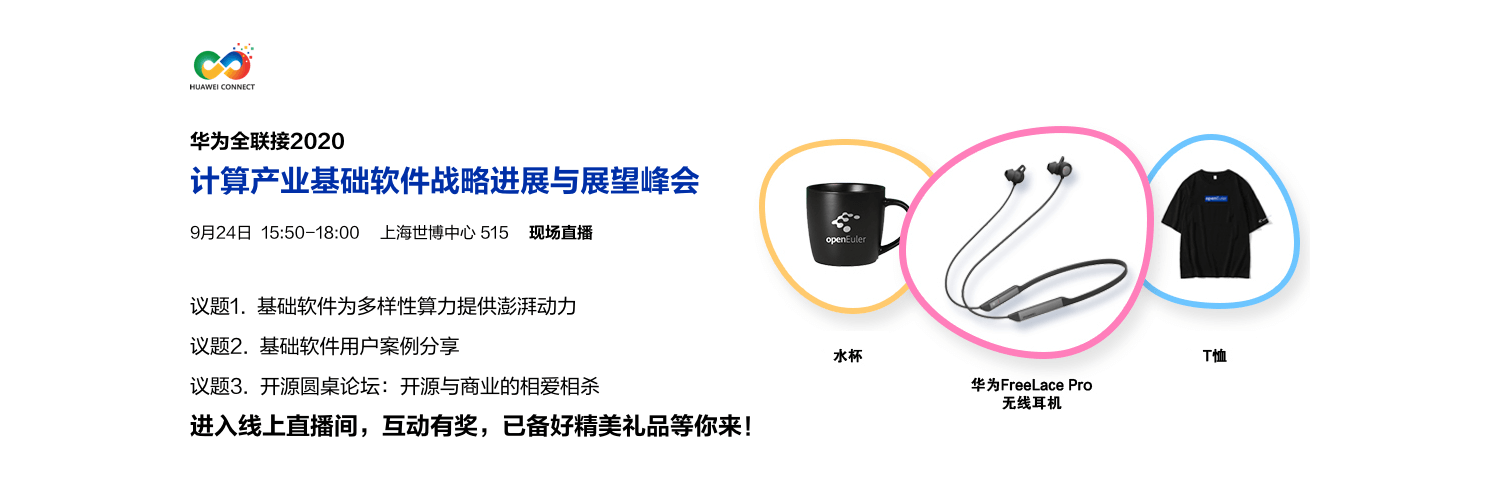 HUAWEI CONNECT
华为全联接2020
计算产业基础软件战略进展与展望峰会
9月24日 15:50-18:00 上海世博中心 515 现场直播
议题1. 基础软件为多样性算力提供澎湃动力
议题2. 基础软件用户案例分享
议题3. 开源圆桌论坛：开源与商业的相爱相杀
进入线上直播间，互动有奖，已备好精美礼品等你来！
openEuler
openEuler
水杯
华为FreeLace Pro
无线耳机
T恤